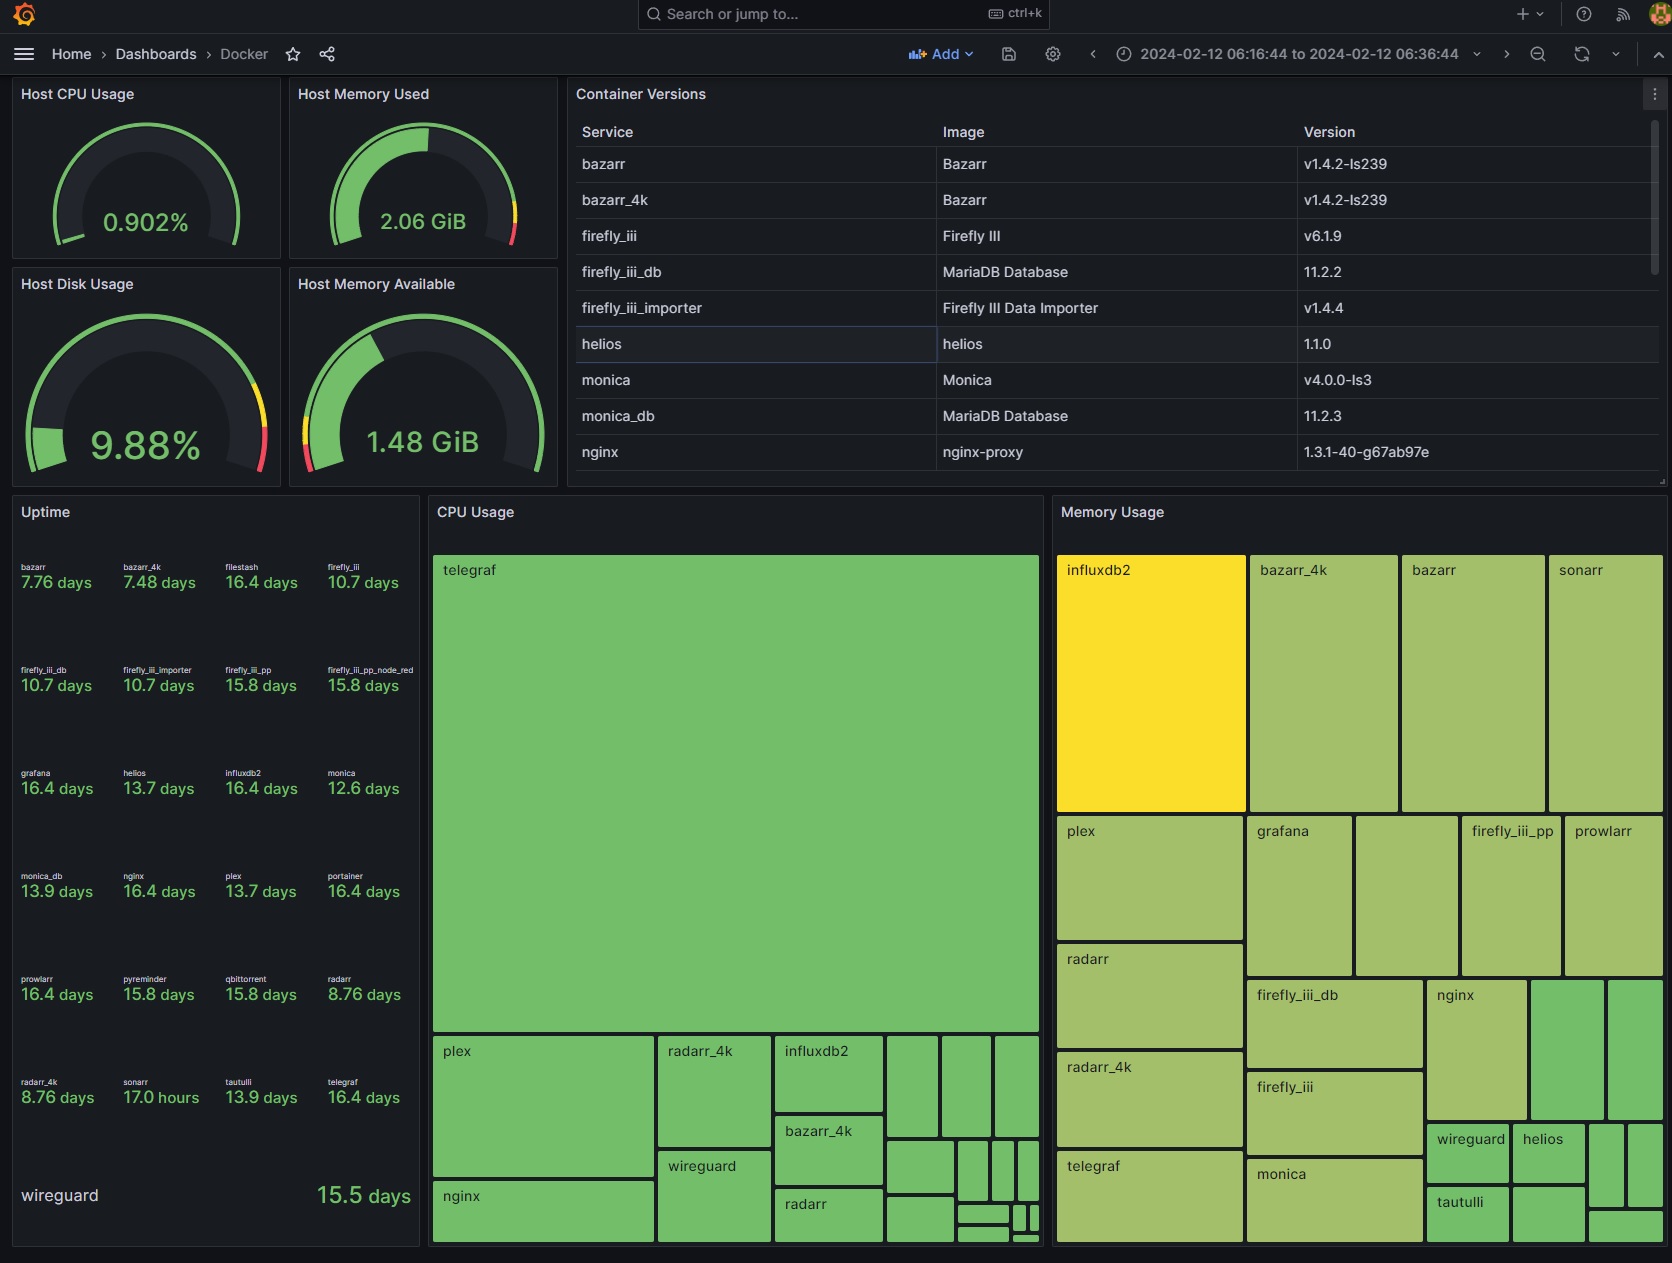 Search or jump to...
ctrl+k
Home › Dashboards › Docker
Add
2024-02-12 06:16:44 to 2024-02-12 06:36:44
Host CPU Usage
0.902%
Host Memory Used
2.06 GiB
Host Disk Usage
9.88%
Host Memory Available
1.48 GiB
Container Versions
Service Image Version
bazarr Bazarr v1.4.2-ls239
bazarr_4k Bazarr v1.4.2-ls239
firefly_iii Firefly III v6.1.9
firefly_iii_db MariaDB Database 11.2.2
firefly_iii_importer Firefly III Data Importer v1.4.4
helios helios 1.1.0
monica Monica v4.0.0-ls3
monica_db MariaDB Database 11.2.3
nginx nginx-proxy 1.3.1-40-g67ab97e
Uptime
bazarr bazarr_4k filestash firefly_iii
7.76 days 7.48 days 16.4 days 10.7 days
firefly_iii_db firefly_iii_importer firefly_iii_pp firefly_iii_pp_node_red
10.7 days 10.7 days 15.8 days 15.8 days
grafana helios influxdb2 monica
16.4 days 13.7 days 16.4 days 12.6 days
monica_db nginx plex portainer
13.9 days 16.4 days 13.7 days 16.4 days
prowlarr pyreminder qbittorrent radarr
16.4 days 15.8 days 15.8 days 8.76 days
radarr_4k sonarr tautulli telegraf
8.76 days 17.0 hours 13.9 days 16.4 days
wireguard 15.5 days
CPU Usage
telegraf
plex radarr_4k influxdb2
bazarr_4k
wireguard
nginx radarr
Memory Usage
influxdb2 bazarr_4k bazarr sonarr
plex grafana firefly_iii_pp prowlarr
radarr
firefly_iii_db nginx
radarr_4k
firefly_iii
wireguard helios
telegraf
monica
tautulli